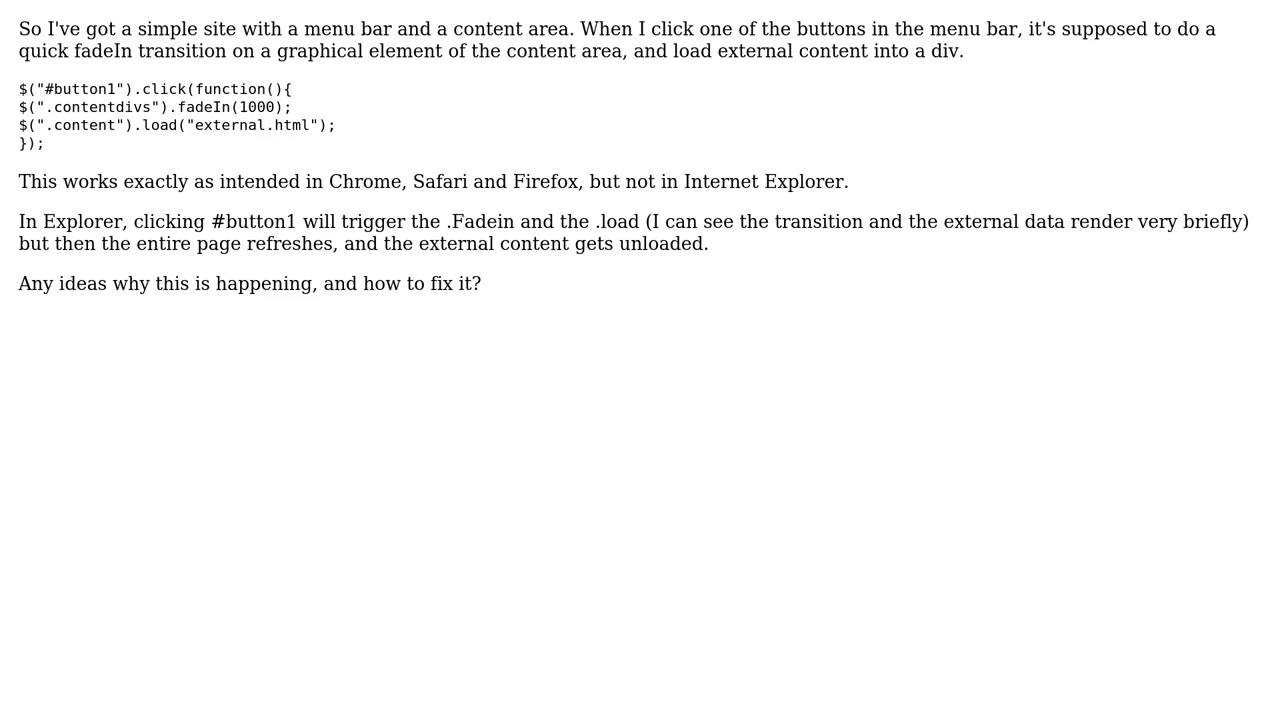 So I've got a simple site with a menu bar and a content area. When I click one of the buttons in the menu bar, it's supposed to do a
quick fadeIn transition on a graphical element of the content area, and load external content into a div.
$("#button1").click(function(){
$(".contentdivs").fadeIn(1000);
$(".content").load("external.html");
});
This works exactly as intended in Chrome, Safari and Firefox, but not in Internet Explorer.
In Explorer, clicking #button1 will trigger the .Fadein and the .load (I can see the transition and the external data render very briefly)
but then the entire page refreshes, and the external content gets unloaded.
Any ideas why this is happening, and how to fix it?